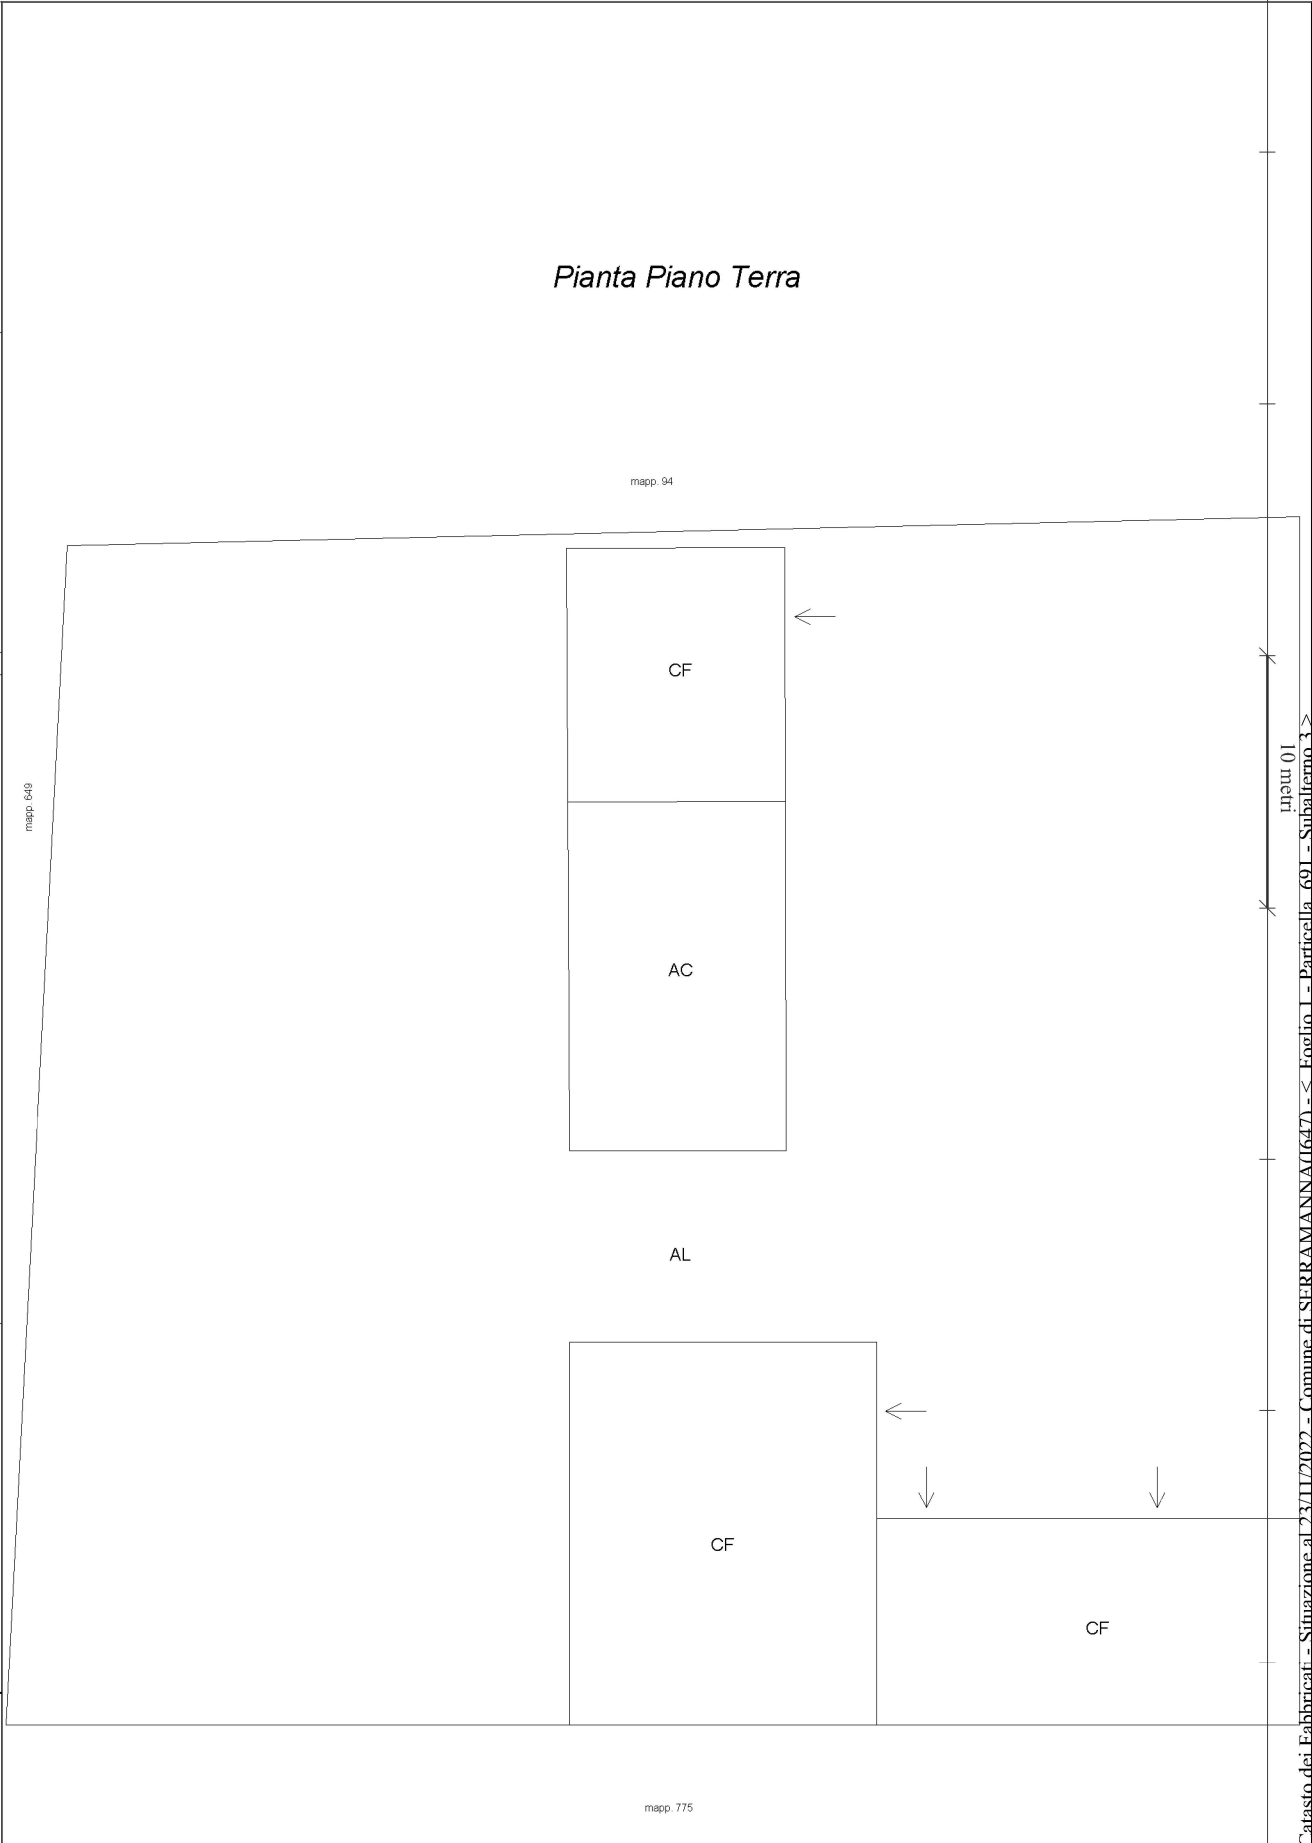 Pianta Piano Terra
mapp. 94
CF
mapp. 649
10 metri
AC
AL
CF
CF
mapp. 775
Catasto dei Fabbricati - Situazione al 23/11/2022 - Comune di SERRAMANNA(I647) - < Foglio 1 - Particella 691 - Subalterno 3 >